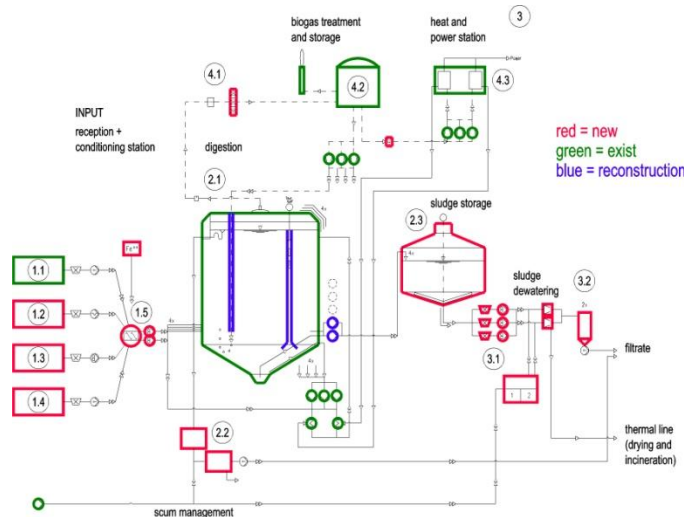 3
biogas treatment
and storage
heat and
power station
4.1
4.2
4.3
INPUT
reception +
conditioning station
digestion
red = new
green = exist
blue = reconstruction
2.1
sludge storage
2.3
Fe++
1.1
1.2
1.3
1.4
1.5
sludge
dewatering
3.2
filtrate
3.1
1 2
2.2
thermal line
(drying and
incineration)
scum management